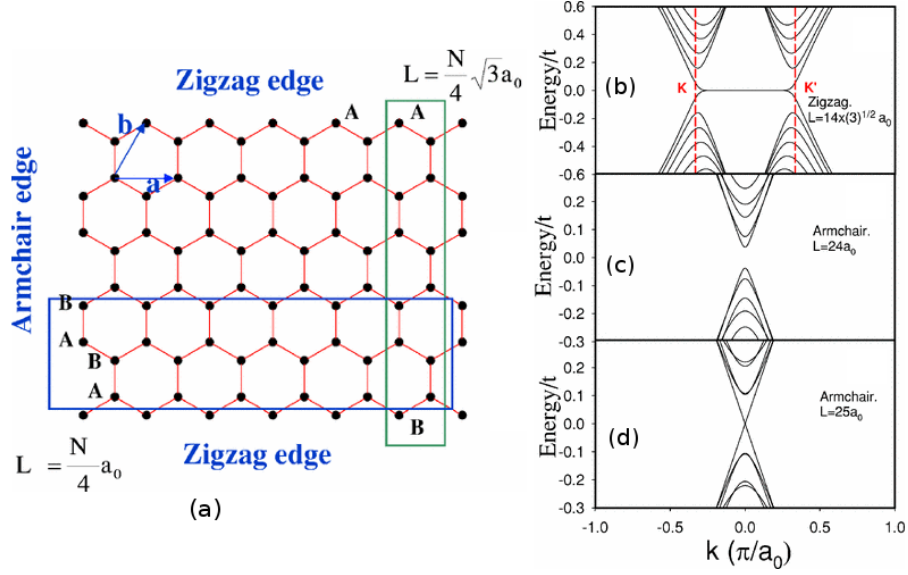 Zigzag edge
L = N/4 √3a₀
A A
b
a
Armchair edge
B
A
B
A
B
L = N/4 a₀
Zigzag edge
(a)
Energy/t
0.6
0.4
0.2
0.0
-0.2
-0.4
-0.6
(b)
K K'
Zigzag.
L=14x(3)^1/2 a₀
Energy/t
0.2
0.1
0.0
-0.1
-0.2
-0.3
(c)
Armchair.
L=24a₀
Energy/t
0.2
0.1
0.0
-0.1
-0.2
-0.3
(d)
Armchair.
L=25a₀
-1.0 -0.5 0.0 0.5 1.0
k (π/a₀)